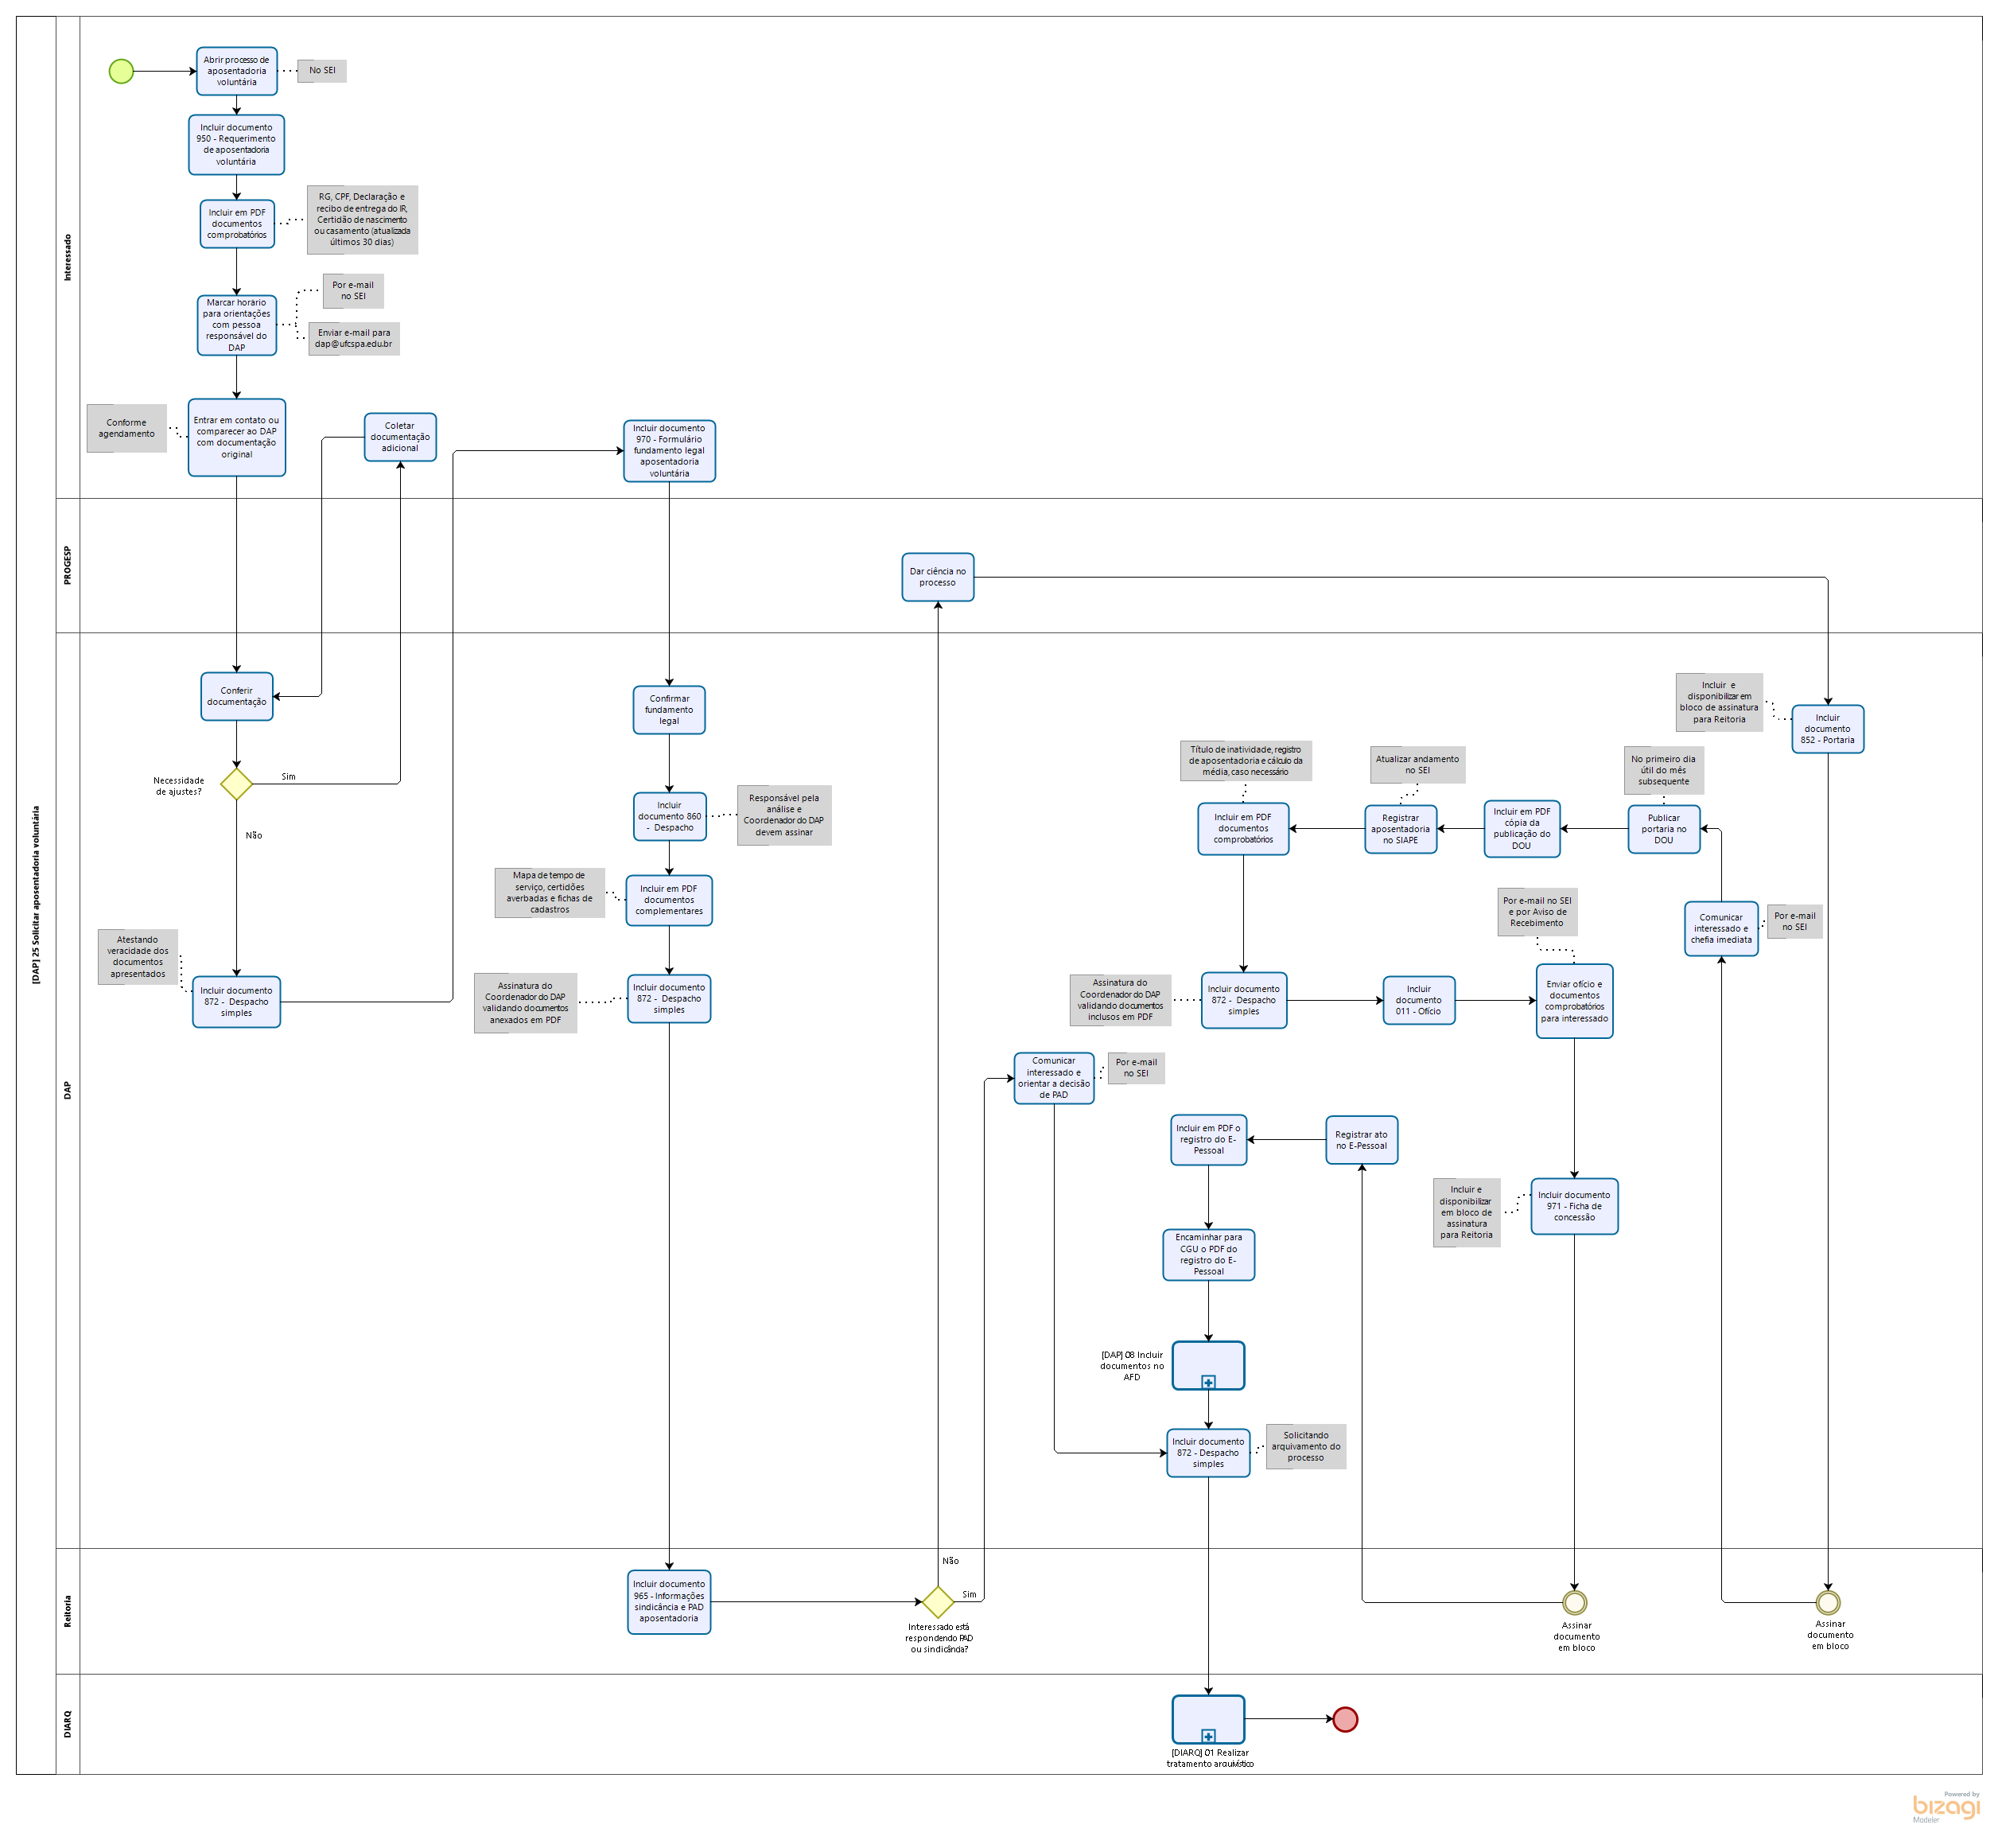 [DAP] 25 Solicitar aposentadoria voluntária
Interessado
Abrir processo de
aposentadoria
voluntária
No SEI
Incluir documento
950 - Requerimento
de aposentadoria
voluntária
Incluir em PDF
documentos
comprobatórios
RG, CPF, Declaração e
recibo de entrega do IR,
Certidão de nascimento
ou casamento (atualizada
últimos 30 dias)
Marcar horário
para orientações
com pessoa
responsável do
DAP
Por e-mail
no SEI
Enviar e-mail para
dap@ufcspa.edu.br
Conforme
agendamento
Entrar em contato ou
comparecer ao DAP
com documentação
original
Coletar
documentação
adicional
Incluir documento
970 - Formulário
fundamento legal
aposentadoria
voluntária
PROGESP
Dar ciência no
processo
DAP
Conferir
documentação
Necessidade
de ajustes?
Sim
Não
Atestando
veracidade dos
documentos
apresentados
Incluir documento
872 - Despacho
simples
Confirmar
fundamento
legal
Incluir
documento 860
- Despacho
Responsável pela
análise e
Coordenador do DAP
devem assinar
Mapa de tempo de
serviço, certidões
averbadas e fichas de
cadastros
Incluir em PDF
documentos
complementares
Assinatura do
Coordenador do DAP
validando documentos
anexados em PDF
Incluir documento
872 - Despacho
simples
Incluir e
disponibilizar em
bloco de assinatura
para Reitoria
Incluir
documento
852 - Portaria
Título de inatividade, registro
de aposentadoria e cálculo da
média, caso necessário
Atualizar andamento
no SEI
No primeiro dia
útil do mês
subsequente
Incluir em PDF
documentos
comprobatórios
Registrar
aposentadoria
no SIAPE
Incluir em PDF
cópia da
publicação do
DOU
Publicar
portaria no
DOU
Por e-mail no SEI
e por Aviso de
Recebimento
Comunicar
interessado e
chefia imediata
Por e-mail
no SEI
Assinatura do
Coordenador do DAP
validando documentos
inclusos em PDF
Incluir documento
872 - Despacho
simples
Incluir
documento
011 - Ofício
Enviar ofício e
documentos
comprobatórios
para interessado
Comunicar
interessado e
orientar a decisão
de PAD
Por e-mail
no SEI
Incluir em PDF o
registro do E-
Pessoal
Registrar ato
no E-Pessoal
Incluir e
disponibilizar
em bloco de
assinatura
para Reitoria
Incluir documento
971 - Ficha de
concessão
Encaminhar para
CGU o PDF do
registro do E-
Pessoal
[DAP] 08 Incluir
documentos no
AFD
Incluir documento
872 - Despacho
simples
Solicitando
arquivamento do
processo
Reitoria
Incluir documento
965 - Informações
sindicância e PAD
aposentadoria
Não
Sim
Interessado está
respondendo PAD
ou sindicânda?
Assinar
documento
em bloco
Assinar
documento
em bloco
DIARQ
[DIARQ] 01 Realizar
tratamento arquivístico
Powered by
bizagi
Modeler